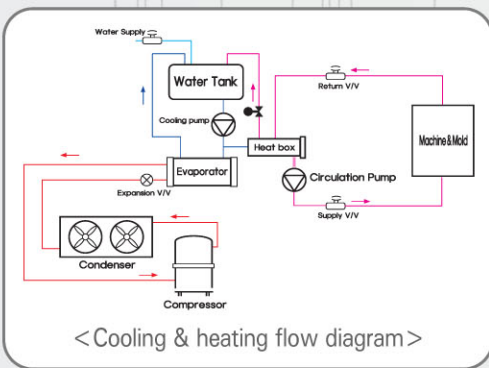 Water Supply
Water Tank
Return V/V
Cooling pump
Heat box
Machine & Mold
Evaporator
Circulation Pump
Expansion V/V
Supply V/V
Condenser
Compressor
<Cooling & heating flow diagram>